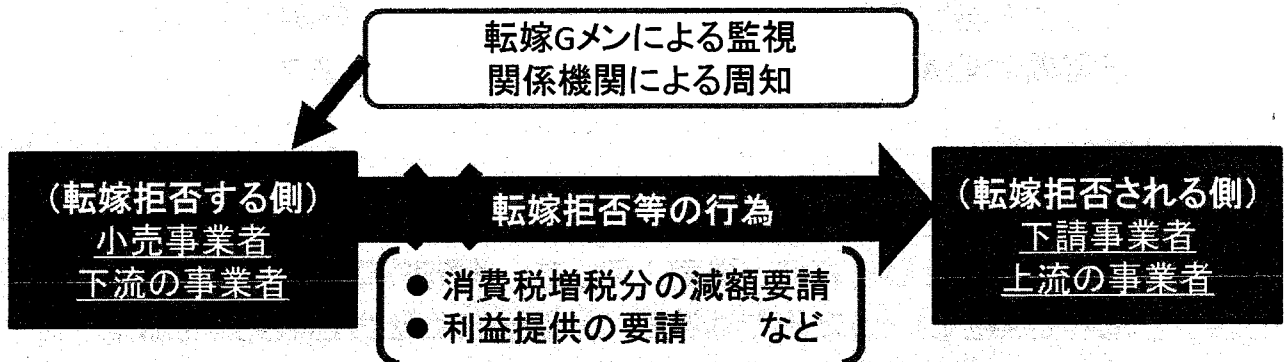 転嫁Gメンによる監視
関係機関による周知
(転嫁拒否する側)
小売事業者
下流の事業者
転嫁拒否等の行為
● 消費税増税分の減額要請
● 利益提供の要請　　など
(転嫁拒否される側)
下請事業者
上流の事業者